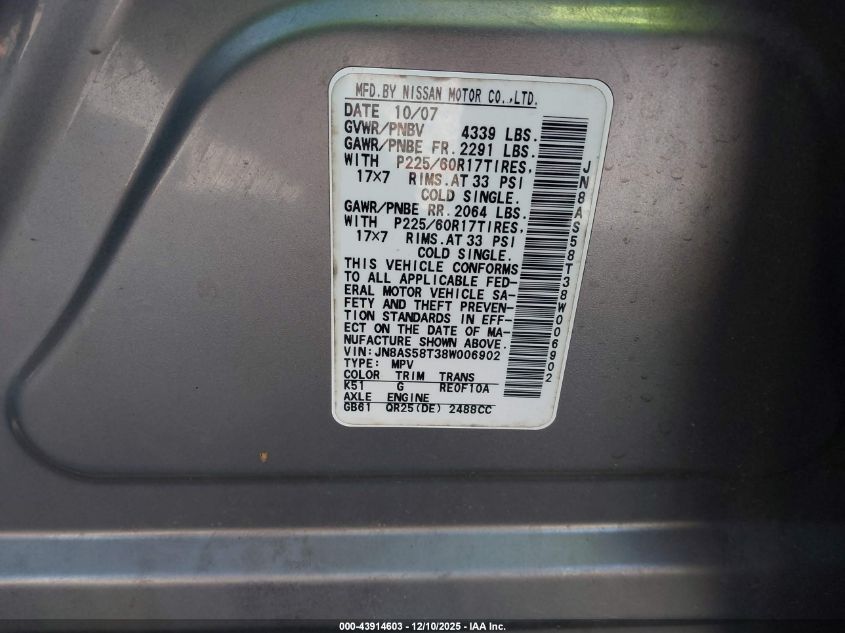 MFD.BY NISSAN MOTOR CO.,LTD.
DATE 10/07
GVWR/PNBV 4339 LBS.
GAWR/PNBE FR.2291 LBS.
WITH P225/60R17TIRES,
17×7 RIMS.AT 33 PSI
COLD SINGLE.
GAWR/PNBE RR.2064 LBS.
WITH P225/60R17TIRES,
17×7 RIMS.AT 33 PSI
COLD SINGLE.
THIS VEHICLE CONFORMS
TO ALL APPLICABLE FED-
ERAL MOTOR VEHICLE SA-
FETY AND THEFT PREVEN-
TION STANDARDS IN EFF-
ECT ON THE DATE OF MA-
NUFACTURE SHOWN ABOVE.
VIN:JN8AS58T38W006902
TYPE: MPV
COLOR TRIM TRANS
K51 G RE0F10A
AXLE ENGINE
GB61 QR25(DE) 2488CC
JN8AS58T38W006902
000-43914603 - 12/10/2025 - IAA Inc.